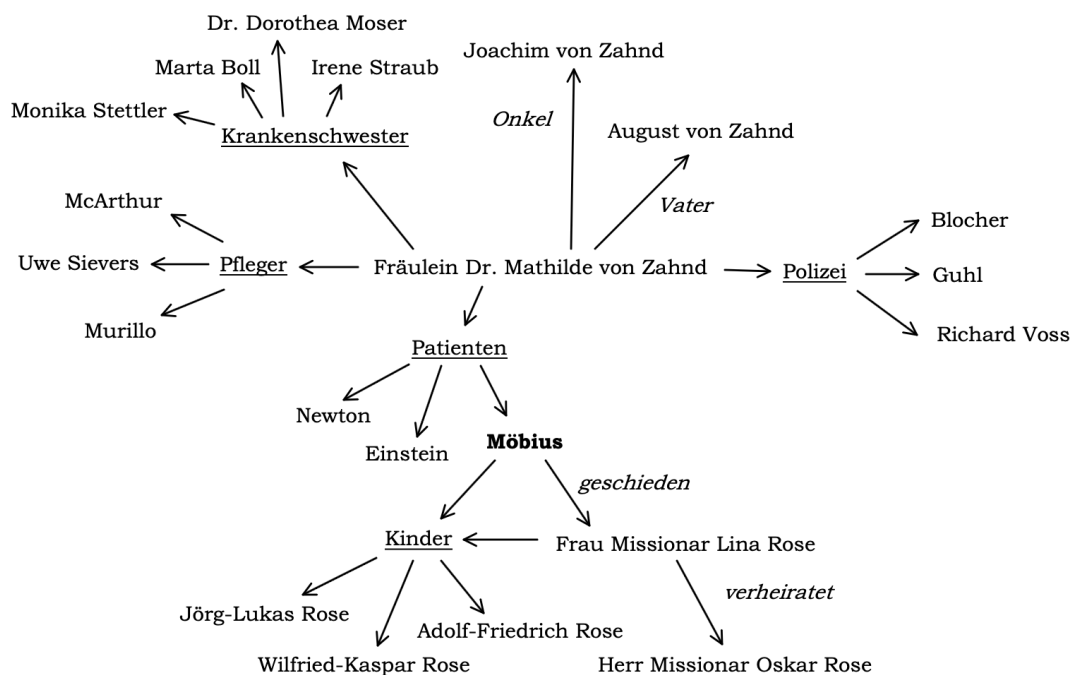 Dr. Dorothea Moser
Joachim von Zahnd
Marta Boll
Irene Straub
Monika Stettler
Onkel
August von Zahnd
Krankenschwester
McArthur
Vater
Blocher
Uwe Sievers
Pfleger
Fräulein Dr. Mathilde von Zahnd
Polizei
Guhl
Murillo
Richard Voss
Patienten
Newton
Möbius
Einstein
geschieden
Kinder
Frau Missionar Lina Rose
verheiratet
Jörg-Lukas Rose
Adolf-Friedrich Rose
Wilfried-Kaspar Rose
Herr Missionar Oskar Rose